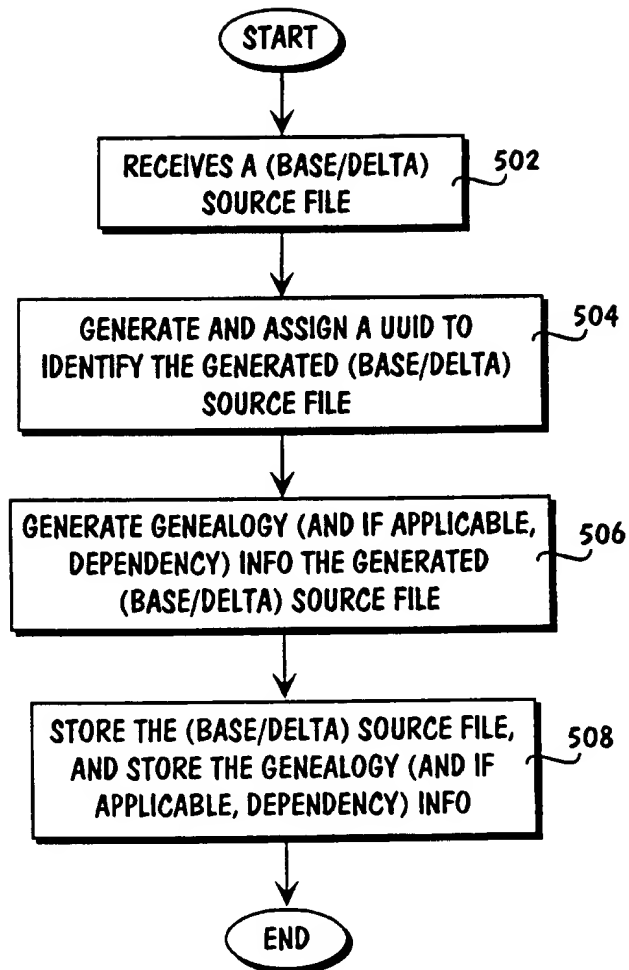 START
RECEIVES A (BASE/DELTA)
SOURCE FILE
502
GENERATE AND ASSIGN A UUID TO
IDENTIFY THE GENERATED (BASE/DELTA)
SOURCE FILE
504
GENERATE GENEALOGY (AND IF APPLICABLE,
DEPENDENCY) INFO THE GENERATED
(BASE/DELTA) SOURCE FILE
506
STORE THE (BASE/DELTA) SOURCE FILE,
AND STORE THE GENEALOGY (AND IF
APPLICABLE, DEPENDENCY) INFO
508
END